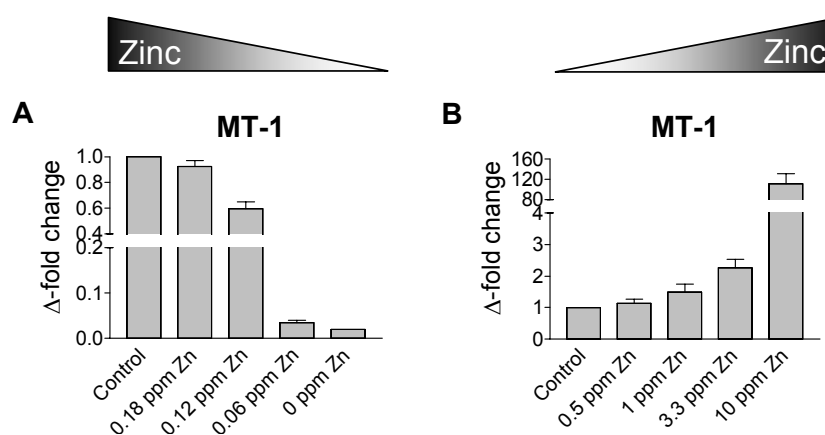 Zinc
Zinc
A
MT-1
Δ-fold change
1.0
0.8
0.6
0.4
0.2
0.1
0.0
Control
0.18 ppm Zn
0.12 ppm Zn
0.06 ppm Zn
0 ppm Zn
B
MT-1
Δ-fold change
160
120
80
4
3
2
1
0
Control
0.5 ppm Zn
1 ppm Zn
3.3 ppm Zn
10 ppm Zn